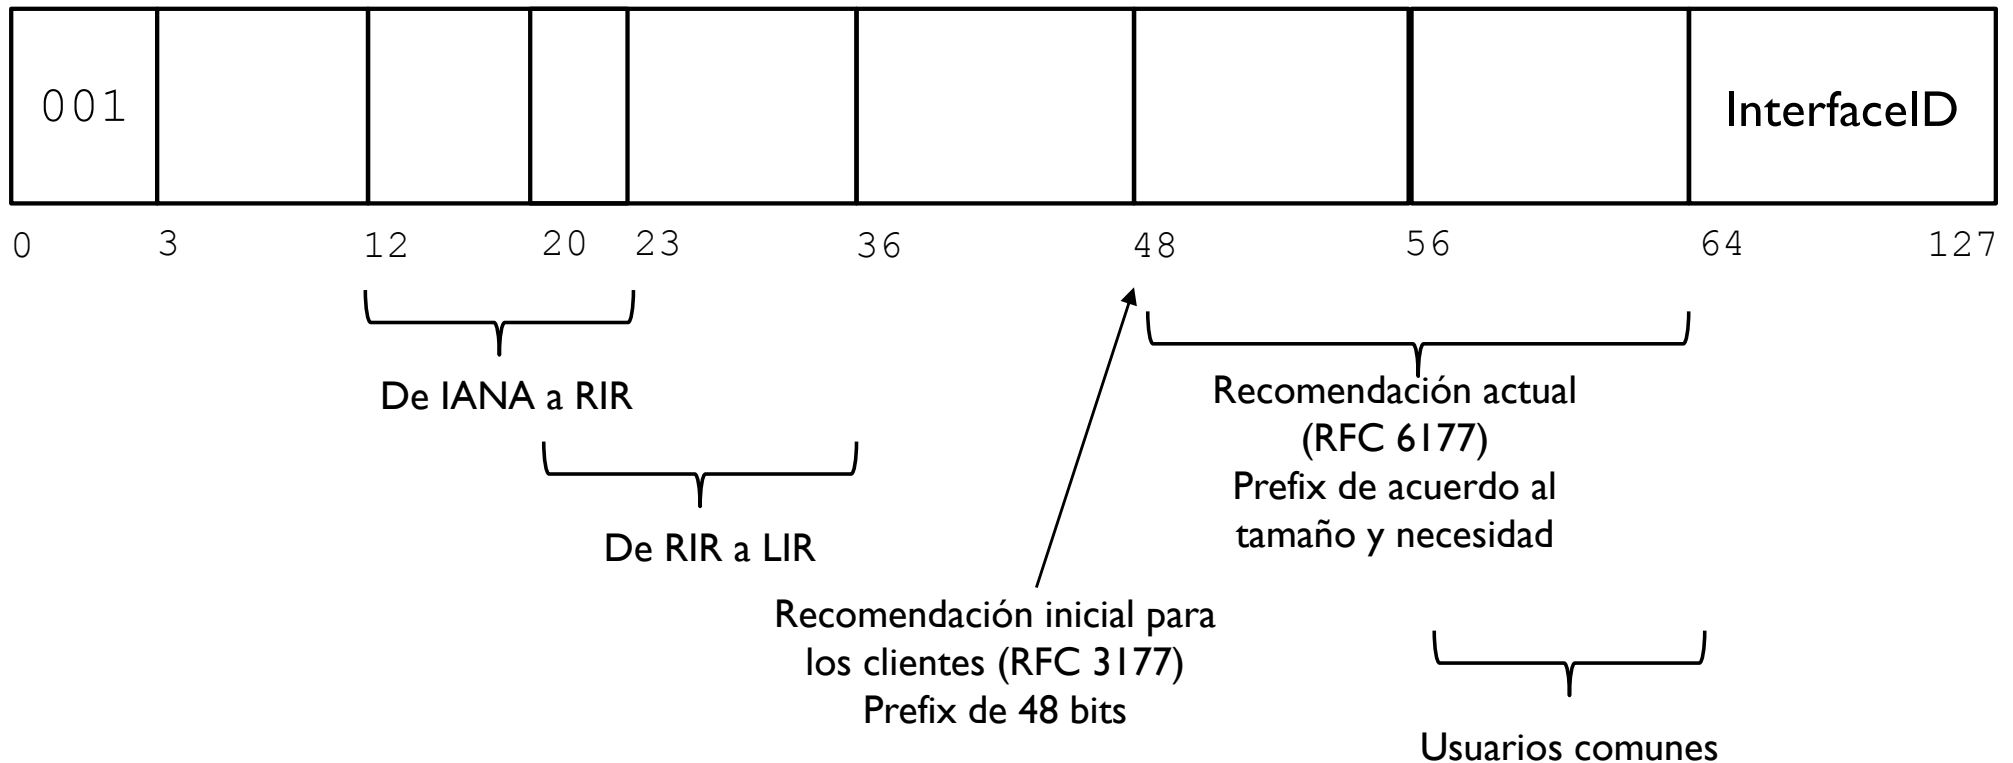 001
InterfaceID
0 3 12 20 23 36 48 56 64 127
De IANA a RIR
De RIR a LIR
Recomendación inicial para
los clientes (RFC 3177)
Prefix de 48 bits
Recomendación actual
(RFC 6177)
Prefix de acuerdo al
tamaño y necesidad
Usuarios comunes